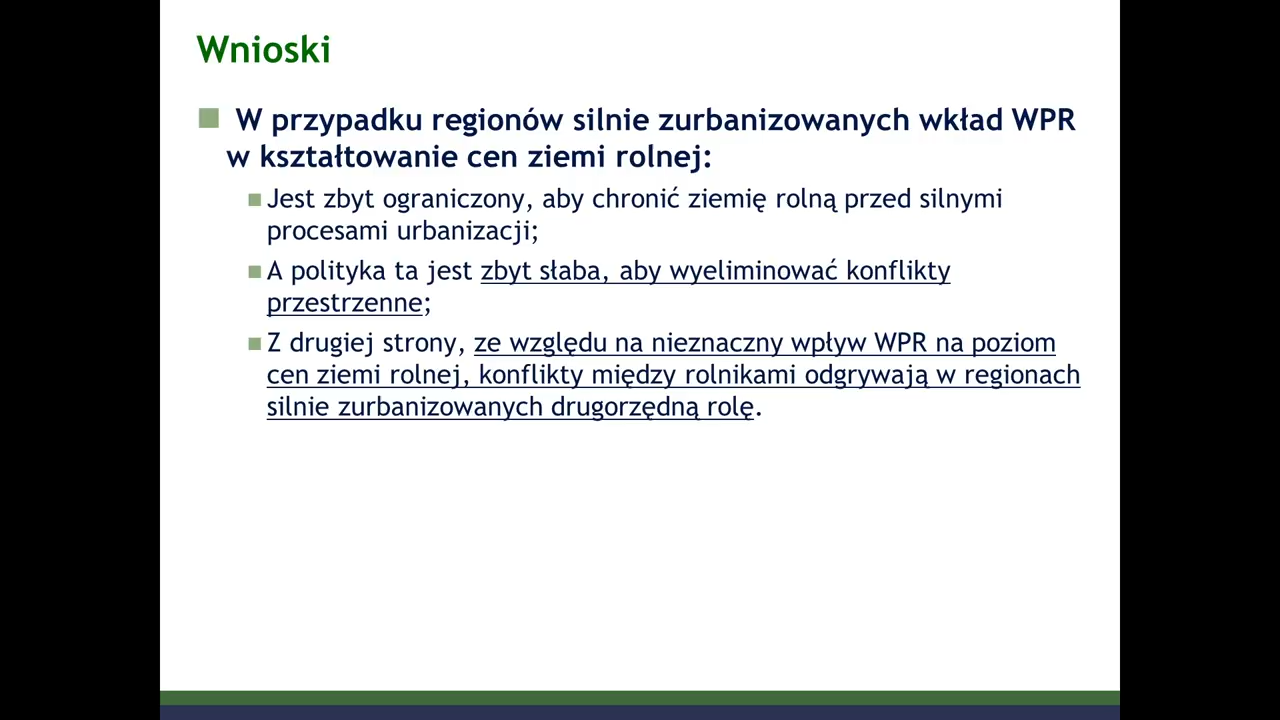 Wnioski
W przypadku regionów silnie zurbanizowanych wkład WPR
w kształtowanie cen ziemi rolnej:
Jest zbyt ograniczony, aby chronić ziemię rolną przed silnymi
procesami urbanizacji;
A polityka ta jest zbyt słaba, aby wyeliminować konflikty
przestrzenne;
Z drugiej strony, ze względu na nieznaczny wpływ WPR na poziom
cen ziemi rolnej, konflikty między rolnikami odgrywają w regionach
silnie zurbanizowanych drugorzędną rolę.